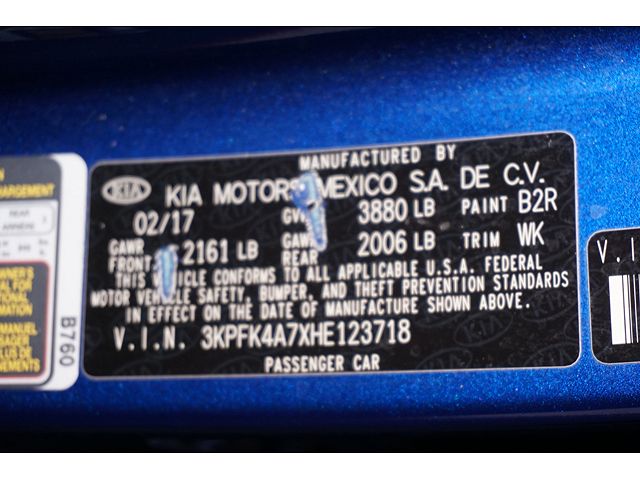 MANUFACTURED BY
KIA KIA MOTORS MEXICO S.A. DE C.V.
02/17 3880 LB PAINT B2R
GAWR FRONT 2161 LB GAWR REAR 2006 LB TRIM WK
THIS VEHICLE CONFORMS TO ALL APPLICABLE U.S.A. FEDERAL
MOTOR VEHICLE SAFETY, BUMPER, AND THEFT PREVENTION STANDARDS
IN EFFECT ON THE DATE OF MANUFACTURE SHOWN ABOVE.
V.I.N. 3KPFK4A7XHE123718
PASSENGER CAR
REAR
B760
V.I